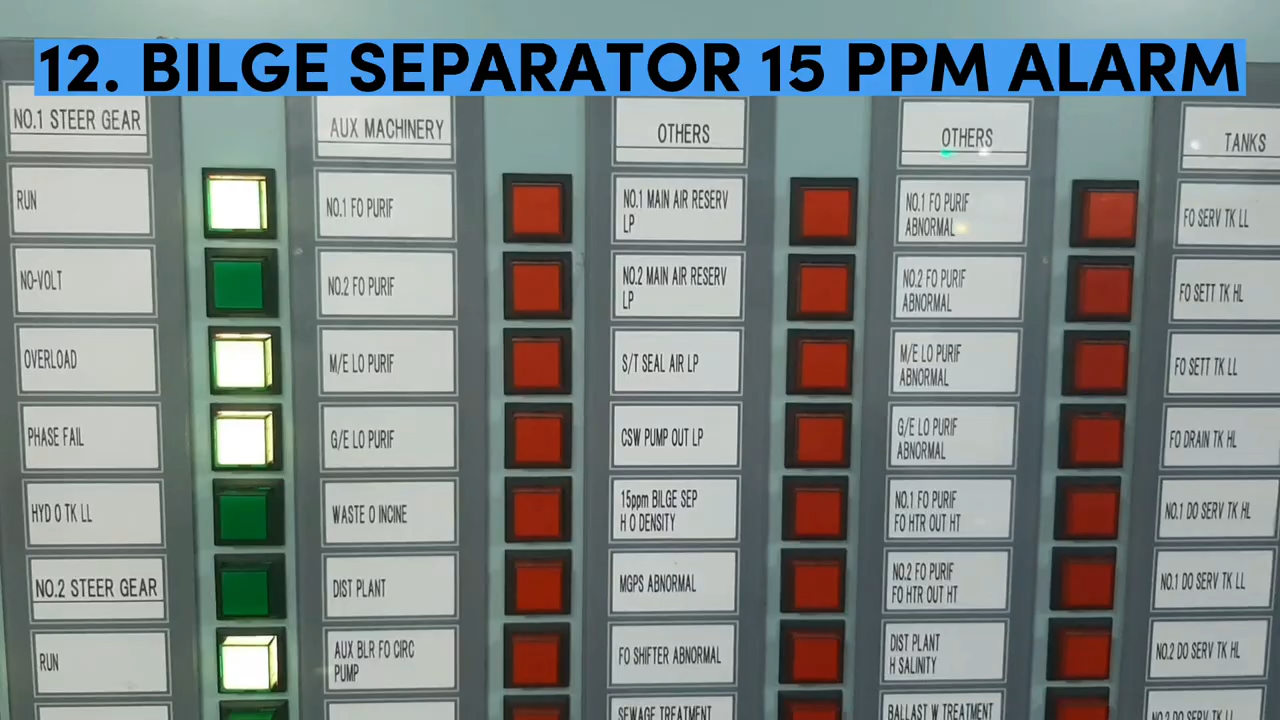 12. BILGE SEPARATOR 15 PPM ALARM
NO.1 STEER GEAR
RUN
NO-VOLT
OVERLOAD
PHASE FAIL
HYD O TK LL
NO.2 STEER GEAR
RUN
AUX MACHINERY
NO.1 FO PURIF
NO.2 FO PURIF
M/E LO PURIF
G/E LO PURIF
WASTE O INCINE
DIST PLANT
AUX BLR FO CIRC
PUMP
OTHERS
NO.1 MAIN AIR RESERV
LP
NO.2 MAIN AIR RESERV
LP
S/T SEAL AIR LP
CSW PUMP OUT LP
15ppm BILGE SEP
H O DENSITY
MGPS ABNORMAL
FO SHIFTER ABNORMAL
SEWAGE TREATMENT
OTHERS
NO.1 FO PURIF
ABNORMAL
NO.2 FO PURIF
ABNORMAL
M/E LO PURIF
ABNORMAL
G/E LO PURIF
ABNORMAL
NO.1 FO PURIF
FO HTR OUT HT
NO.2 FO PURIF
FO HTR OUT HT
DIST PLANT
H SALINITY
BALLAST W TREATMENT
TANKS
FO SERV TK LL
FO SETT TK HL
FO SETT TK LL
FO DRAIN TK HL
NO.1 DO SERV TK HL
NO.1 DO SERV TK LL
NO.2 DO SERV TK HL
NO.2 DO SERV TK LL